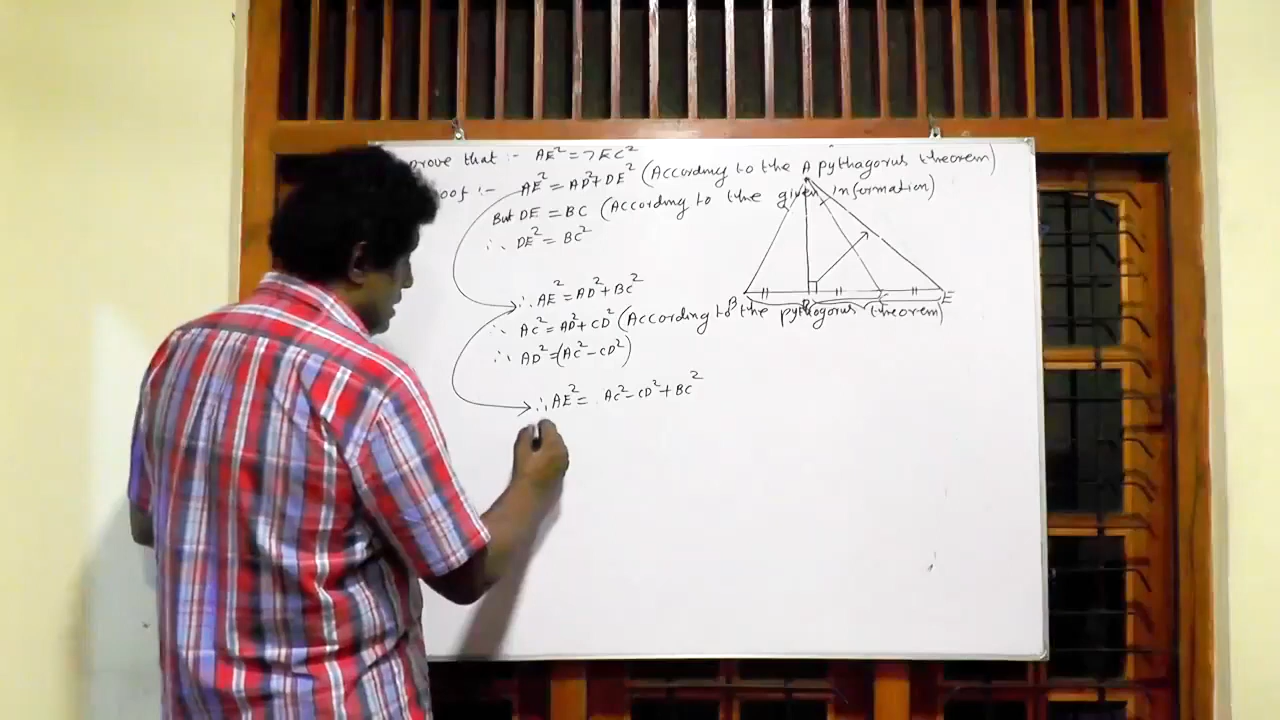 prove that :- AE² = 7EC²
oof :- AE² = AD² + DE² (According to the pythagorus theorem)
But DE = BC (According to the given information)
∴ DE² = BC²
∴ AE² = AD² + BC²
∴ AC² = AD² + CD² (According to the pythogorus theorem)
∴ AD² = (AC² - CD²)
∴ AE² = AC² - CD² + BC²
A
B
E